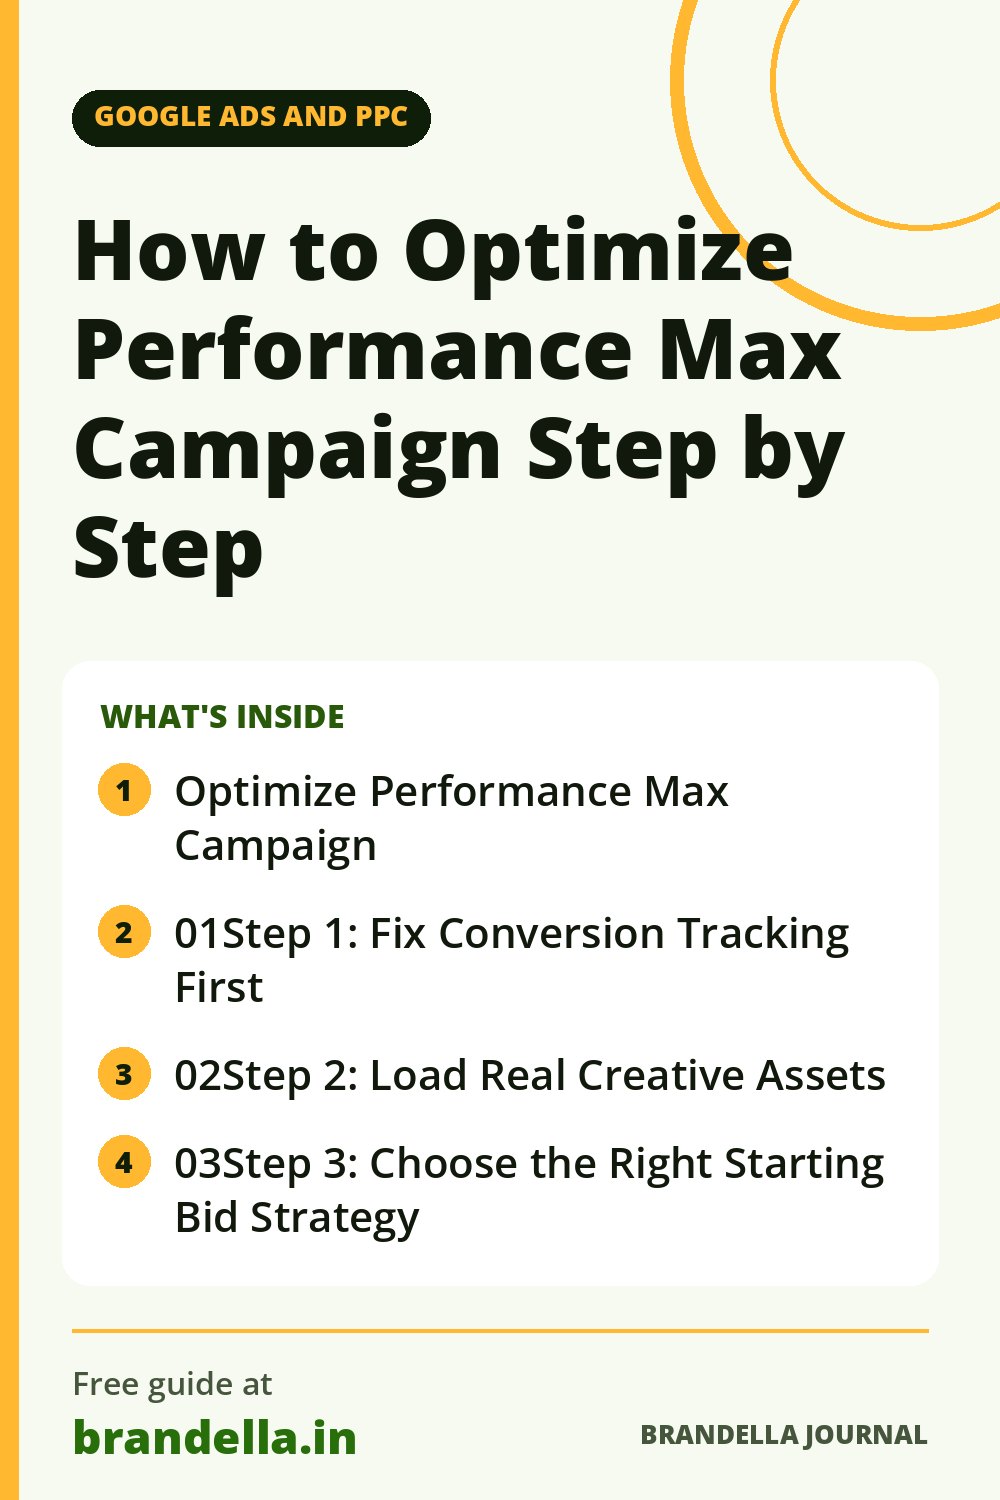 GOOGLE ADS AND PPC
How to Optimize
Performance Max
Campaign Step by
Step
WHAT'S INSIDE
1 Optimize Performance Max
Campaign
2 01Step 1: Fix Conversion Tracking
First
3 02Step 2: Load Real Creative Assets
4 03Step 3: Choose the Right Starting
Bid Strategy
Free guide at
brandella.in
BRANDELLA JOURNAL